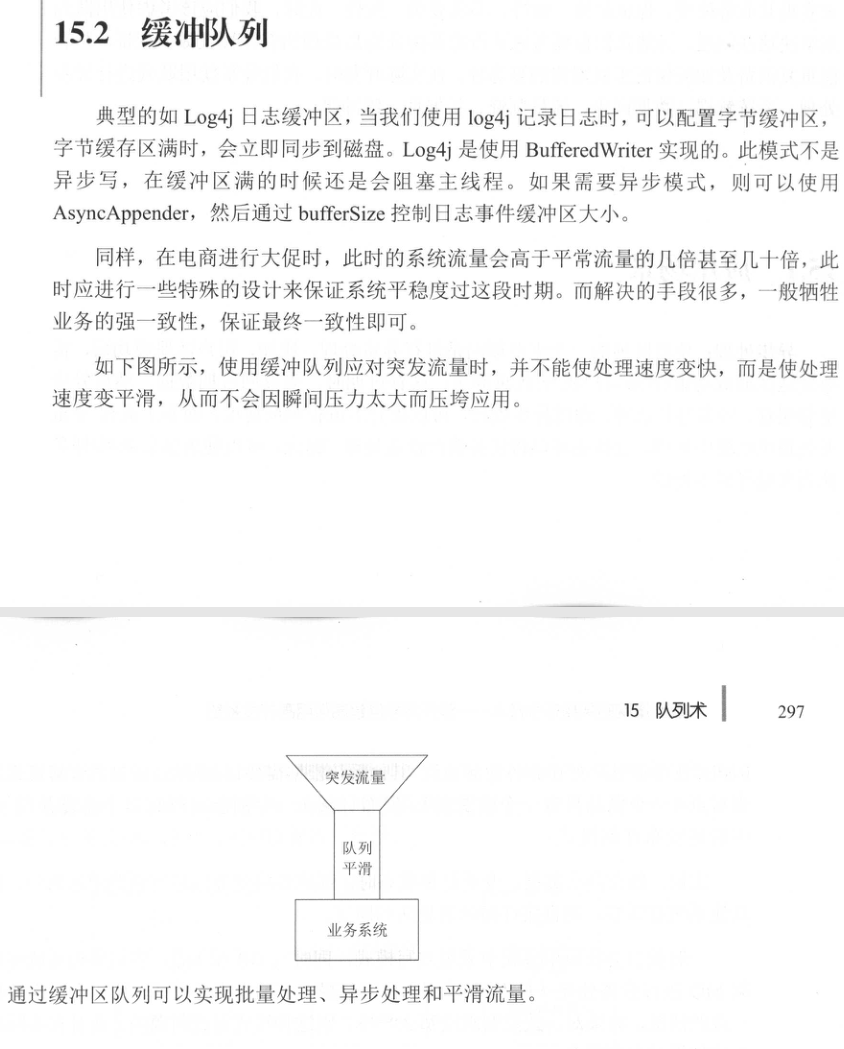 15.2 缓冲队列
典型的如 Log4j 日志缓冲区，当我们使用 log4j 记录日志时，可以配置字节缓冲区，
字节缓存区满时，会立即同步到磁盘。Log4j 是使用 BufferedWriter 实现的。此模式不是
异步写，在缓冲区满的时候还是会阻塞主线程。如果需要异步模式，则可以使用
AsyncAppender，然后通过 bufferSize 控制日志事件缓冲区大小。
同样，在电商进行大促时，此时的系统流量会高于平常流量的几倍甚至几十倍，此
时应进行一些特殊的设计来保证系统平稳度过这段时期。而解决的手段很多，一般牺牲
业务的强一致性，保证最终一致性即可。
如下图所示，使用缓冲队列应对突发流量时，并不能使处理速度变快，而是使处理
速度变平滑，从而不会因瞬间压力太大而压垮应用。
15 队列术 297
突发流量
队列
平滑
业务系统
通过缓冲区队列可以实现批量处理、异步处理和平滑流量。